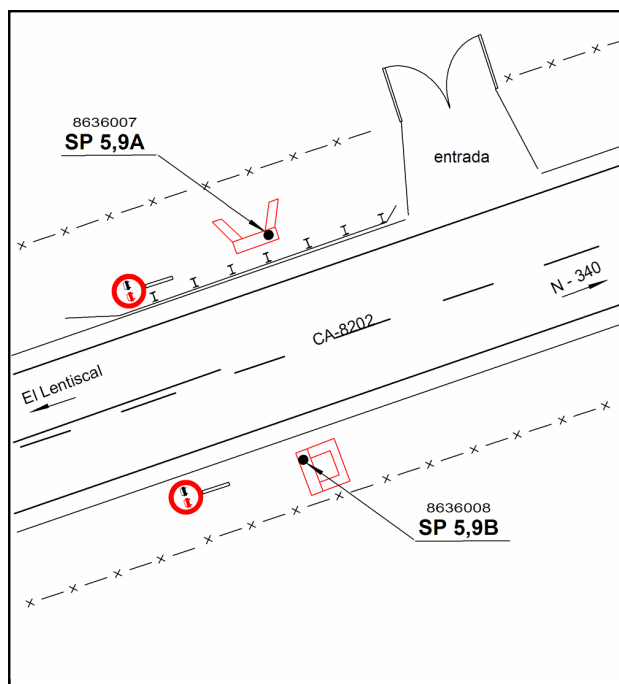 8636007
SP 5,9A
entrada
N - 340
CA-8202
El Lentiscal
8636008
SP 5,9B